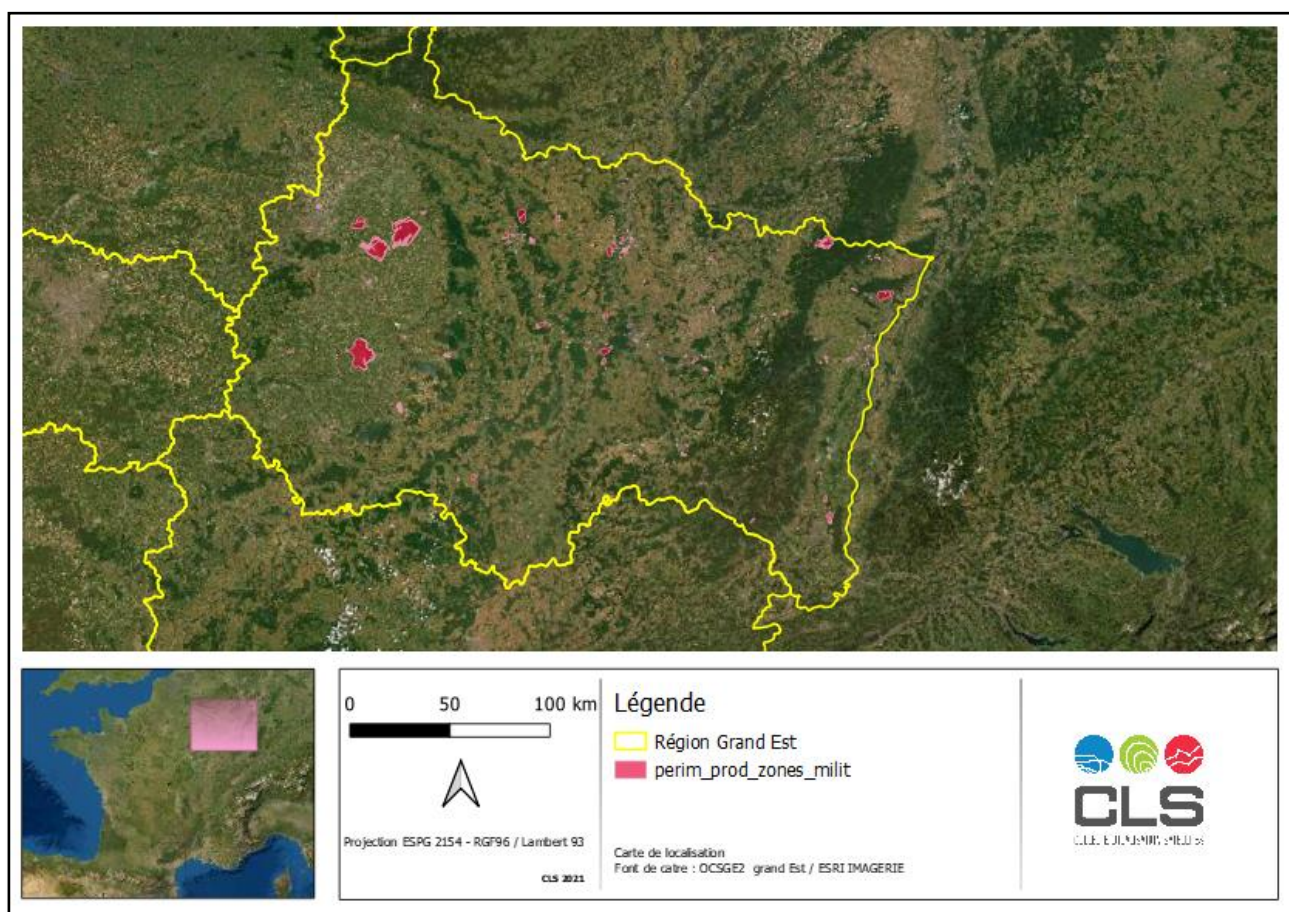 0 50 100 km
Projection ESPG 2154 - RGF96 / Lambert 93
CLS 2021
Légende
Région Grand Est
perim_prod_zones_milit
Carte de localisation
Font de catre : OCSGE2 grand Est / ESRI IMAGERIE
CLS